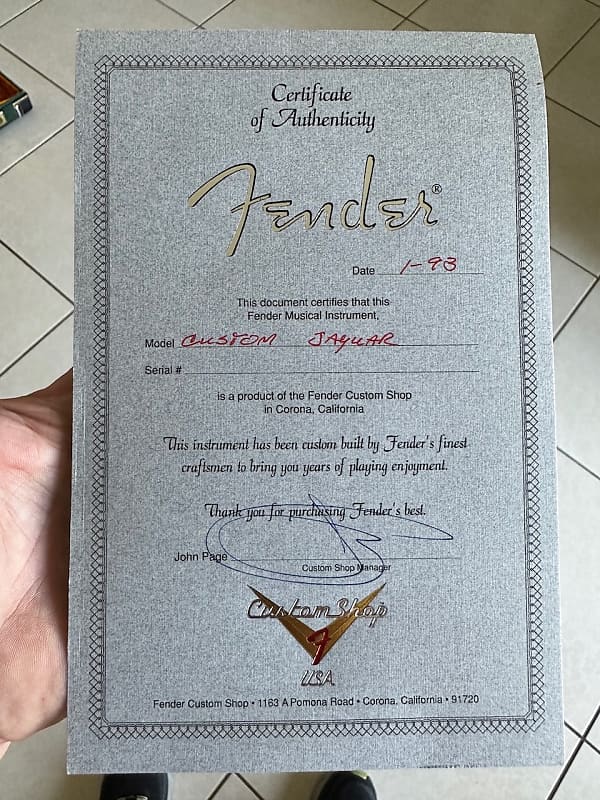 Certificate
of Authenticity
Fender®
Date 1-93
This document certifies that this
Fender Musical Instrument,
Model CUSTOM JAGUAR
Serial #
is a product of the Fender Custom Shop
in Corona, California
This instrument has been custom built by Fender's finest
craftsmen to bring you years of playing enjoyment.
Thank you for purchasing Fender's best.
John Page
Custom Shop Manager
Custom Shop
F
USA
Fender Custom Shop • 1163 A Pomona Road • Corona, California • 91720